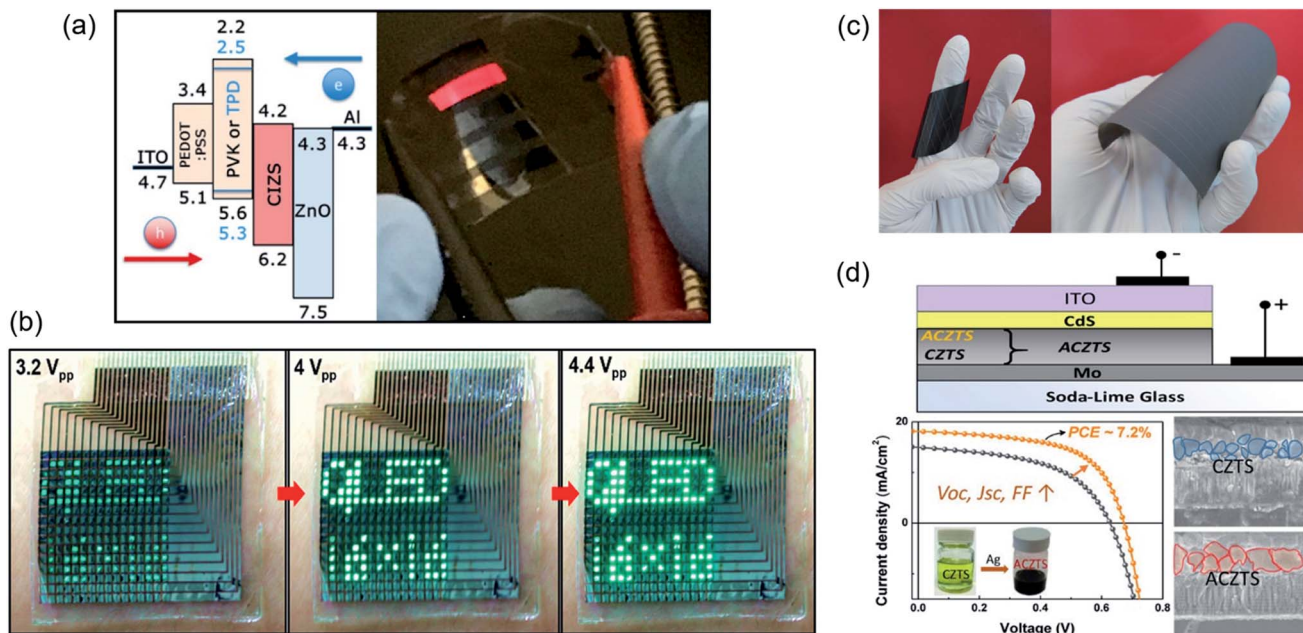 (a)
2.2
2.5
e
3.4
4.2
Al
ITO
PEDOT
:PSS
PVK or TPD
4.3
4.3
4.7
CIZS
5.1
ZnO
5.6
h
5.3
6.2
7.5
(b)
3.2 Vpp
4 Vpp
4.4 Vpp
(c)
(d)
-
+
ITO
CdS
ACZTS
CZTS
ACZTS
Mo
Soda-Lime Glass
20
PCE ~ 7.2%
10
Voc, Jsc, FF ↑
0
CZTS
Ag
ACZTS
-10
Current density (mA/cm²)
0.0
0.2
0.4
0.6
0.8
Voltage (V)
CZTS
ACZTS